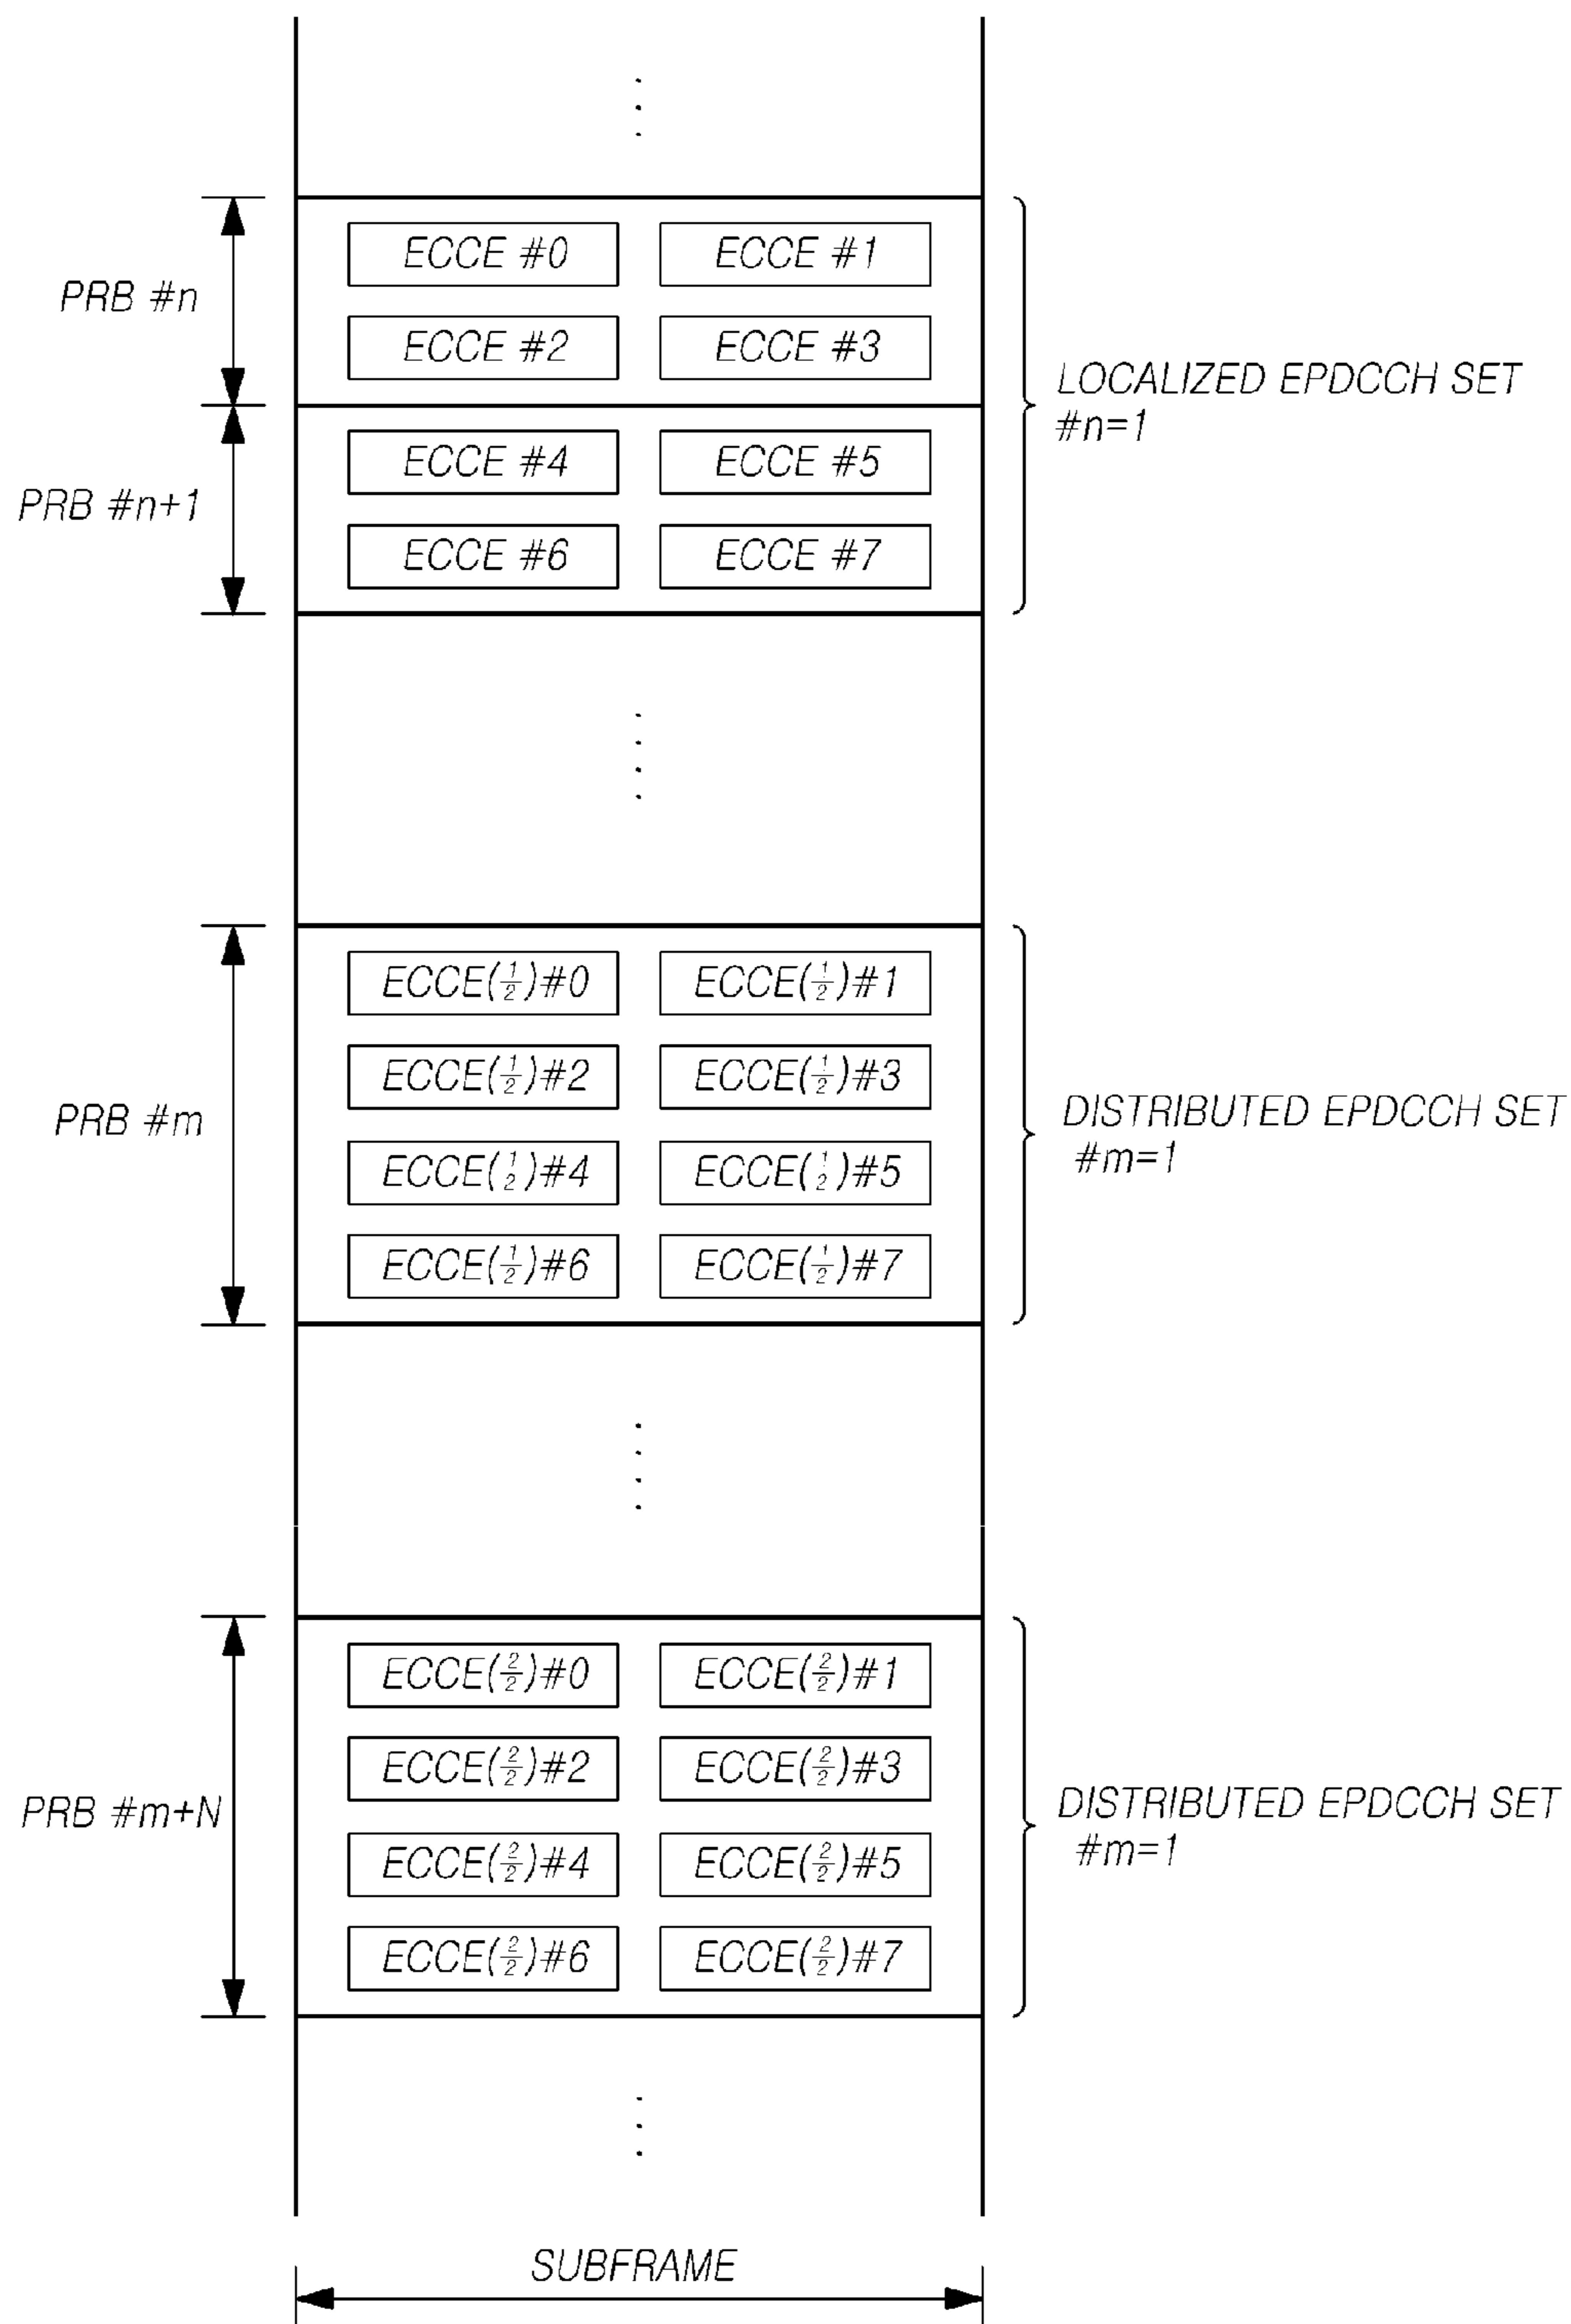 ECCE #0 ECCE #1
PRB #n
ECCE #2 ECCE #3
LOCALIZED EPDCCH SET
#n=1
ECCE #4 ECCE #5
PRB #n+1
ECCE #6 ECCE #7
ECCE(1/2)#0 ECCE(1/2)#1
ECCE(1/2)#2 ECCE(1/2)#3
PRB #m
DISTRIBUTED EPDCCH SET
#m=1
ECCE(1/2)#4 ECCE(1/2)#5
ECCE(1/2)#6 ECCE(1/2)#7
ECCE(2/2)#0 ECCE(2/2)#1
ECCE(2/2)#2 ECCE(2/2)#3
PRB #m+N
DISTRIBUTED EPDCCH SET
#m=1
ECCE(2/2)#4 ECCE(2/2)#5
ECCE(2/2)#6 ECCE(2/2)#7
SUBFRAME